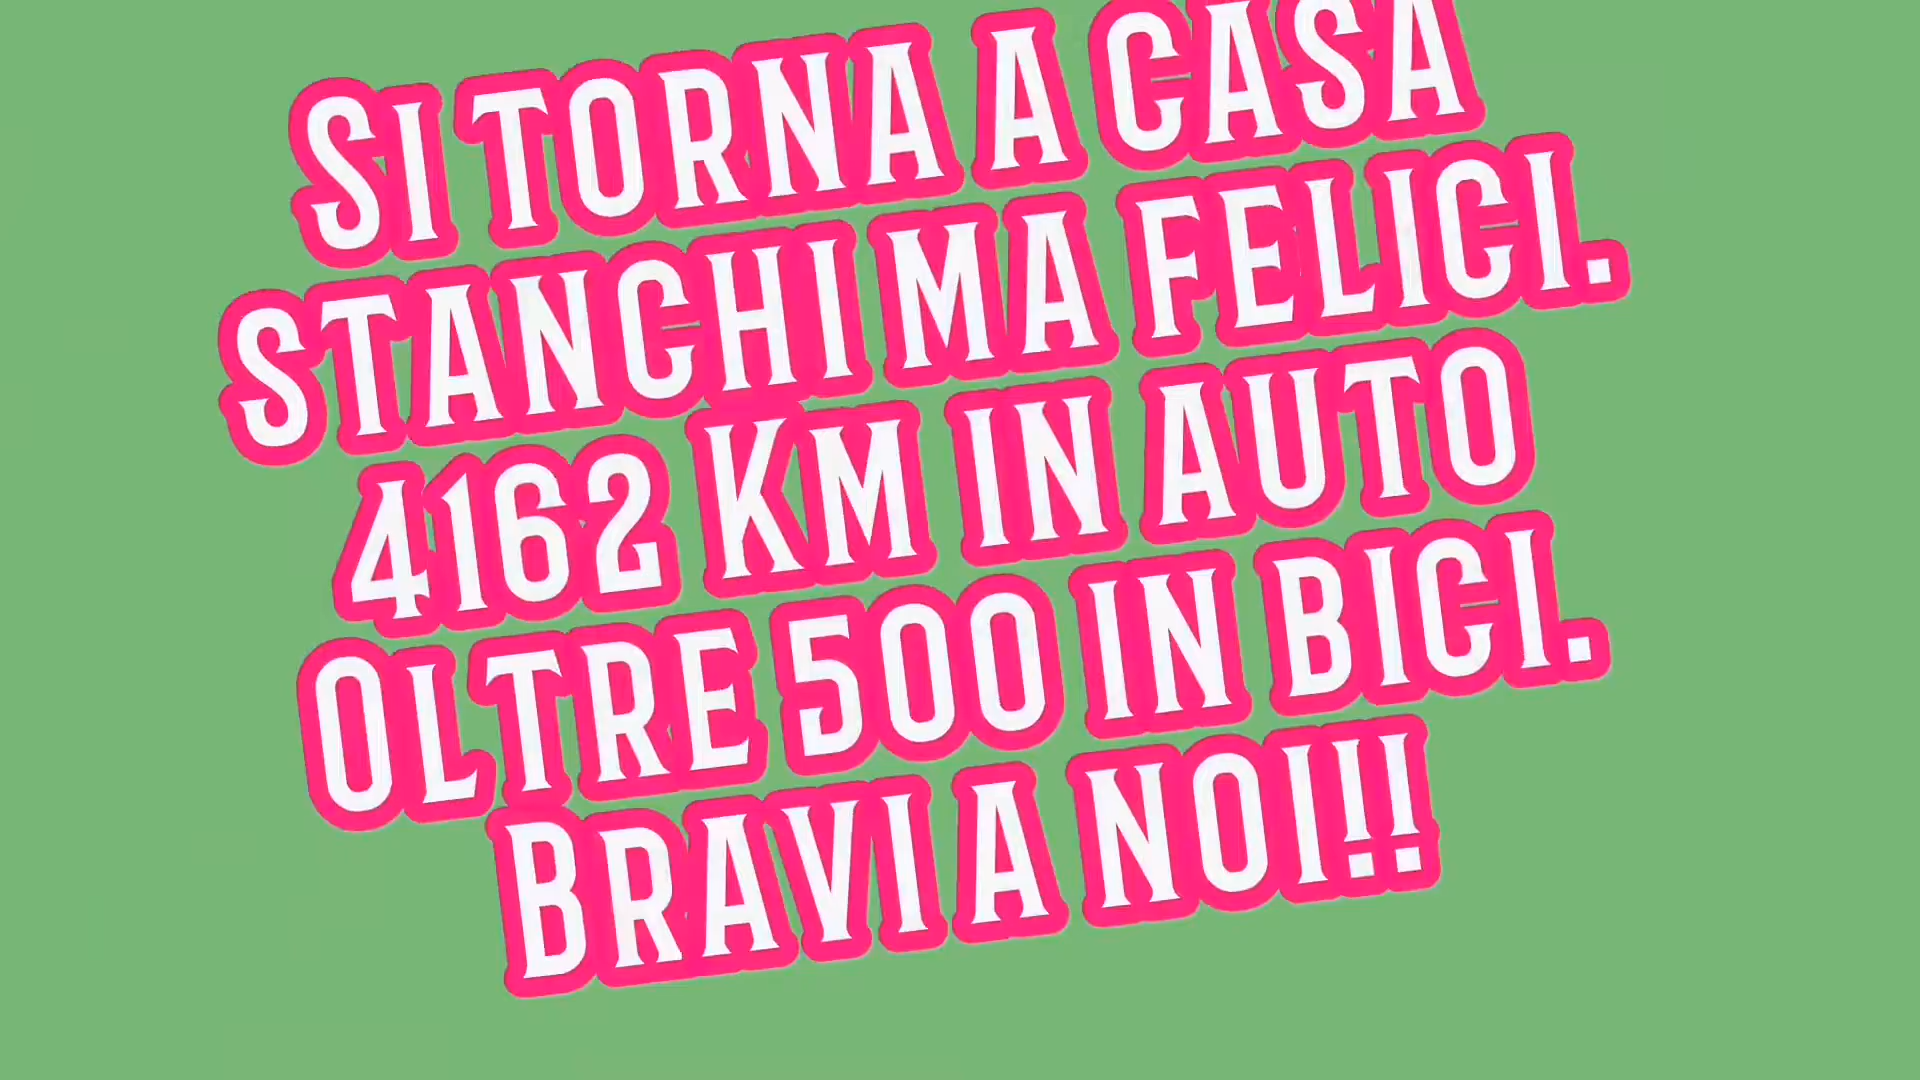 Si torna a casa
stanchi ma felici.
4162 Km in auto
Oltre 500 in bici.
Bravi a noi!!